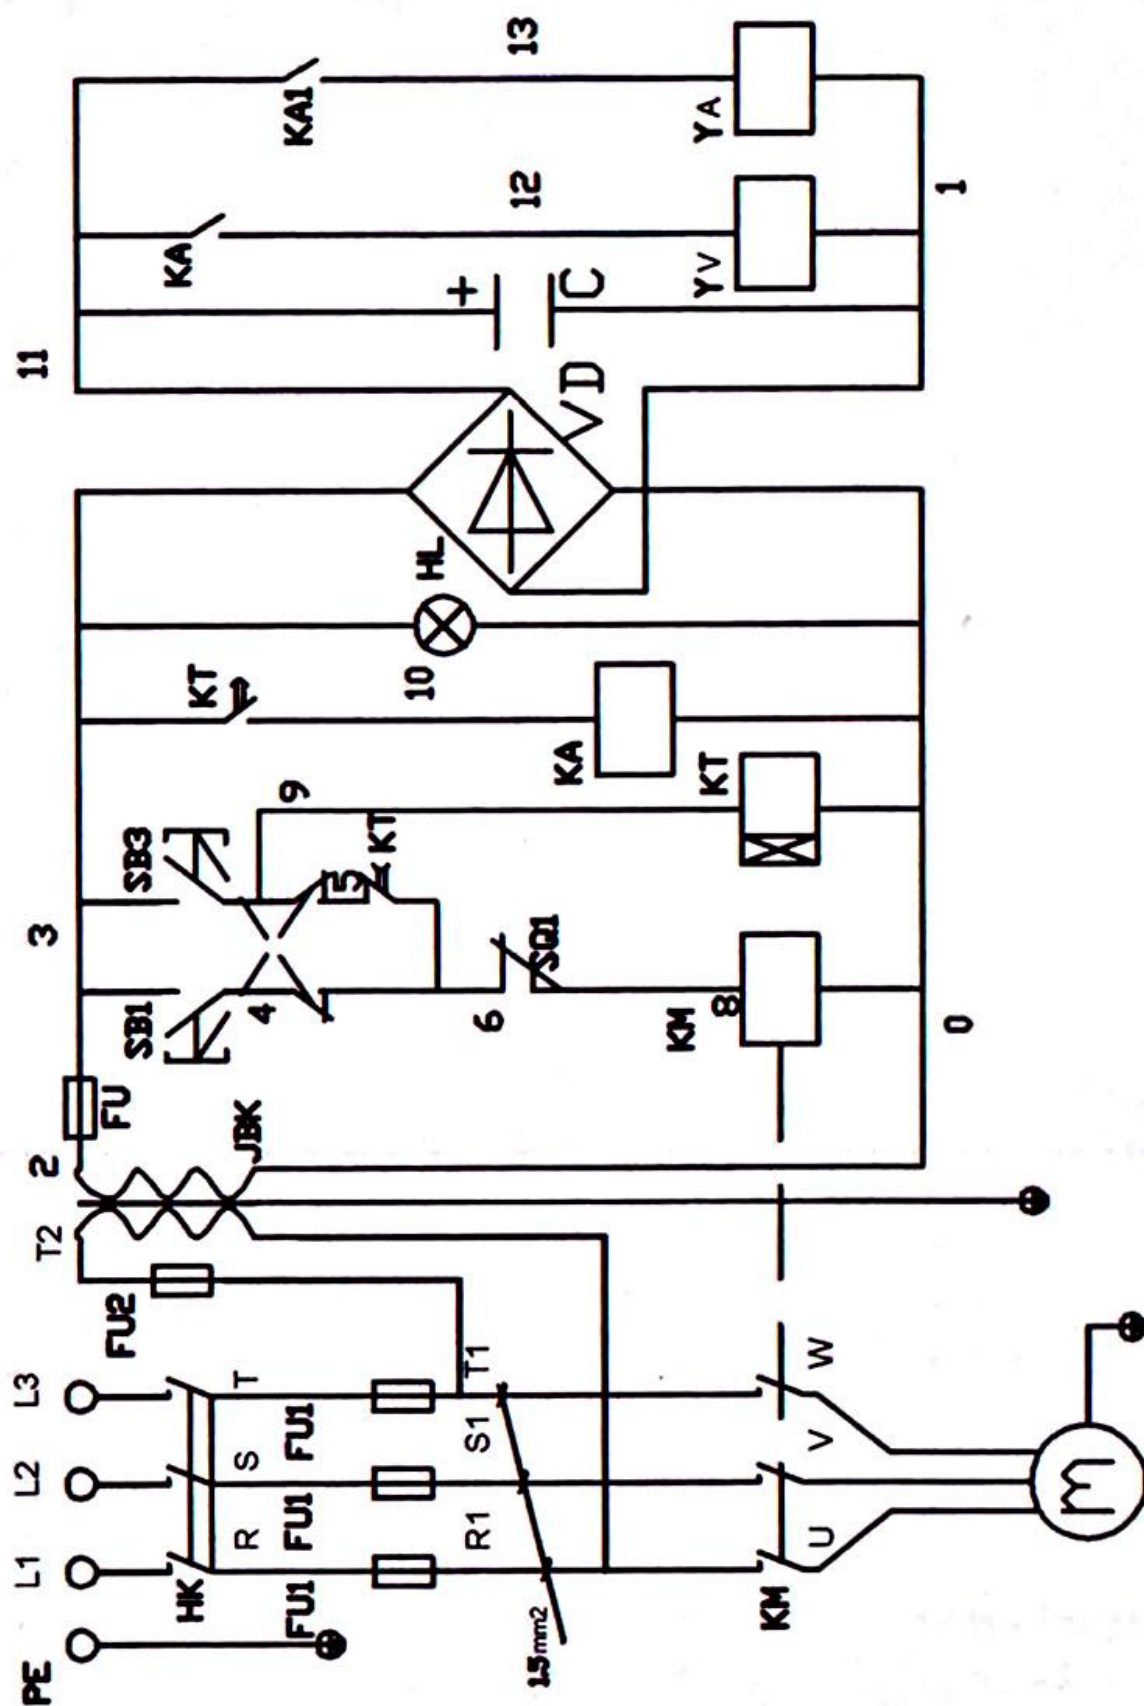 PE
L1
L2
L3
HK
R
S
T
FU1
FU1
FU1
R1
S1
T1
1.5mm2
KM
U
V
W
M
FU2
T2
2
JBK
FU
3
SB1
SB3
4
5
KT
9
6
SQ1
8
KM
KT
KT
KA
10
HL
0
VD
11
+
C
KA
12
YV
KA1
13
YA
1